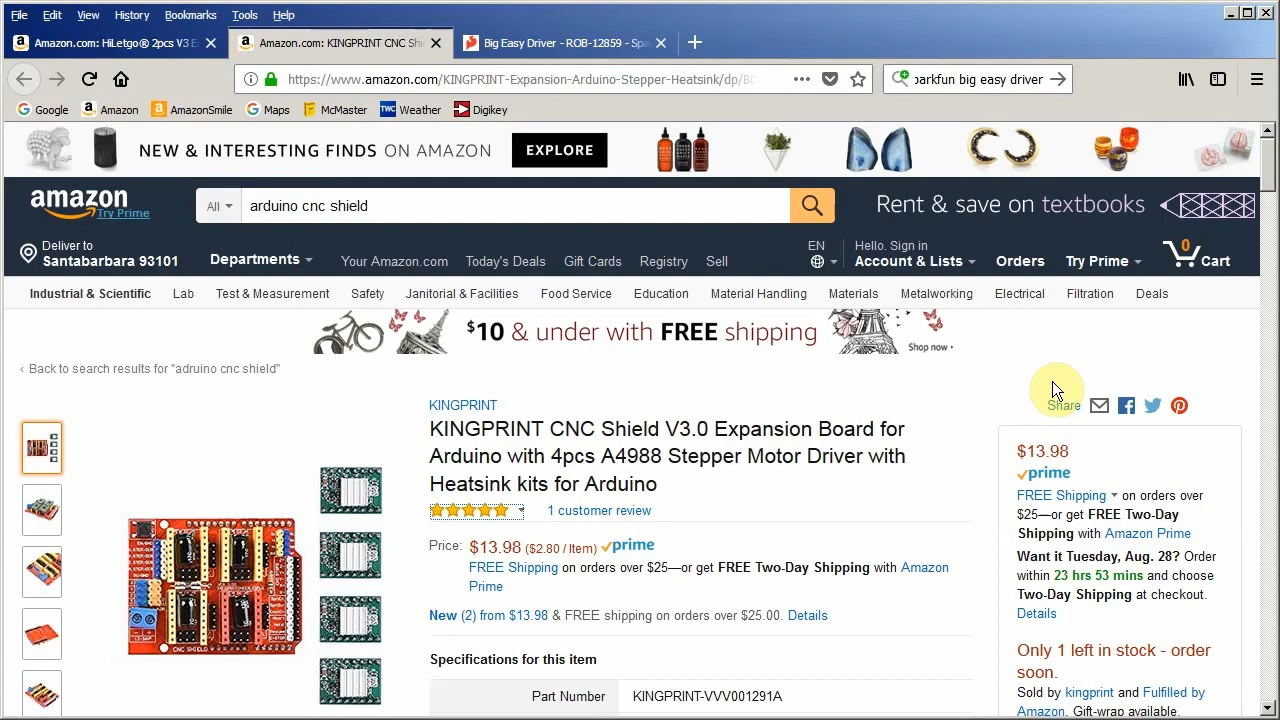 File Edit View History Bookmarks Tools Help
Amazon.com: HiLetgo® 2pcs V3 E
Amazon.com: KINGPRINT CNC Shi
Big Easy Driver - ROB-12859 - Spa
https://www.amazon.com/KINGPRINT-Expansion-Arduino-Stepper-Heatsink/dp/B
parkfun big easy driver
Google Amazon AmazonSmile Maps McMaster TWC Weather Digikey
NEW & INTERESTING FINDS ON AMAZON EXPLORE
amazon
Try Prime
All
arduino cnc shield
Rent & save on textbooks
Deliver to
Santabarbara 93101
Departments
Your Amazon.com Today's Deals Gift Cards Registry Sell
EN
Hello. Sign in
Account & Lists
Orders
Try Prime
0
Cart
Industrial & Scientific Lab Test & Measurement Safety Janitorial & Facilities Food Service Education Material Handling Materials Metalworking Electrical Filtration Deals
$10 & under with FREE shipping
Shop now
‹ Back to search results for "adruino cnc shield"
Share
KINGPRINT
KINGPRINT CNC Shield V3.0 Expansion Board for
Arduino with 4pcs A4988 Stepper Motor Driver with
Heatsink kits for Arduino
1 customer review
Price: $13.98 ($2.80 / Item) prime
FREE Shipping on orders over $25—or get FREE Two-Day Shipping with Amazon
Prime
New (2) from $13.98 & FREE shipping on orders over $25.00. Details
Specifications for this item
Part Number KINGPRINT-VVV001291A
CNC SHIELD
$13.98
prime
FREE Shipping on orders over
$25—or get FREE Two-Day
Shipping with Amazon Prime
Want it Tuesday, Aug. 28? Order
within 23 hrs 53 mins and choose
Two-Day Shipping at checkout.
Details
Only 1 left in stock - order
soon.
Sold by kingprint and Fulfilled by
Amazon. Gift-wrap available.